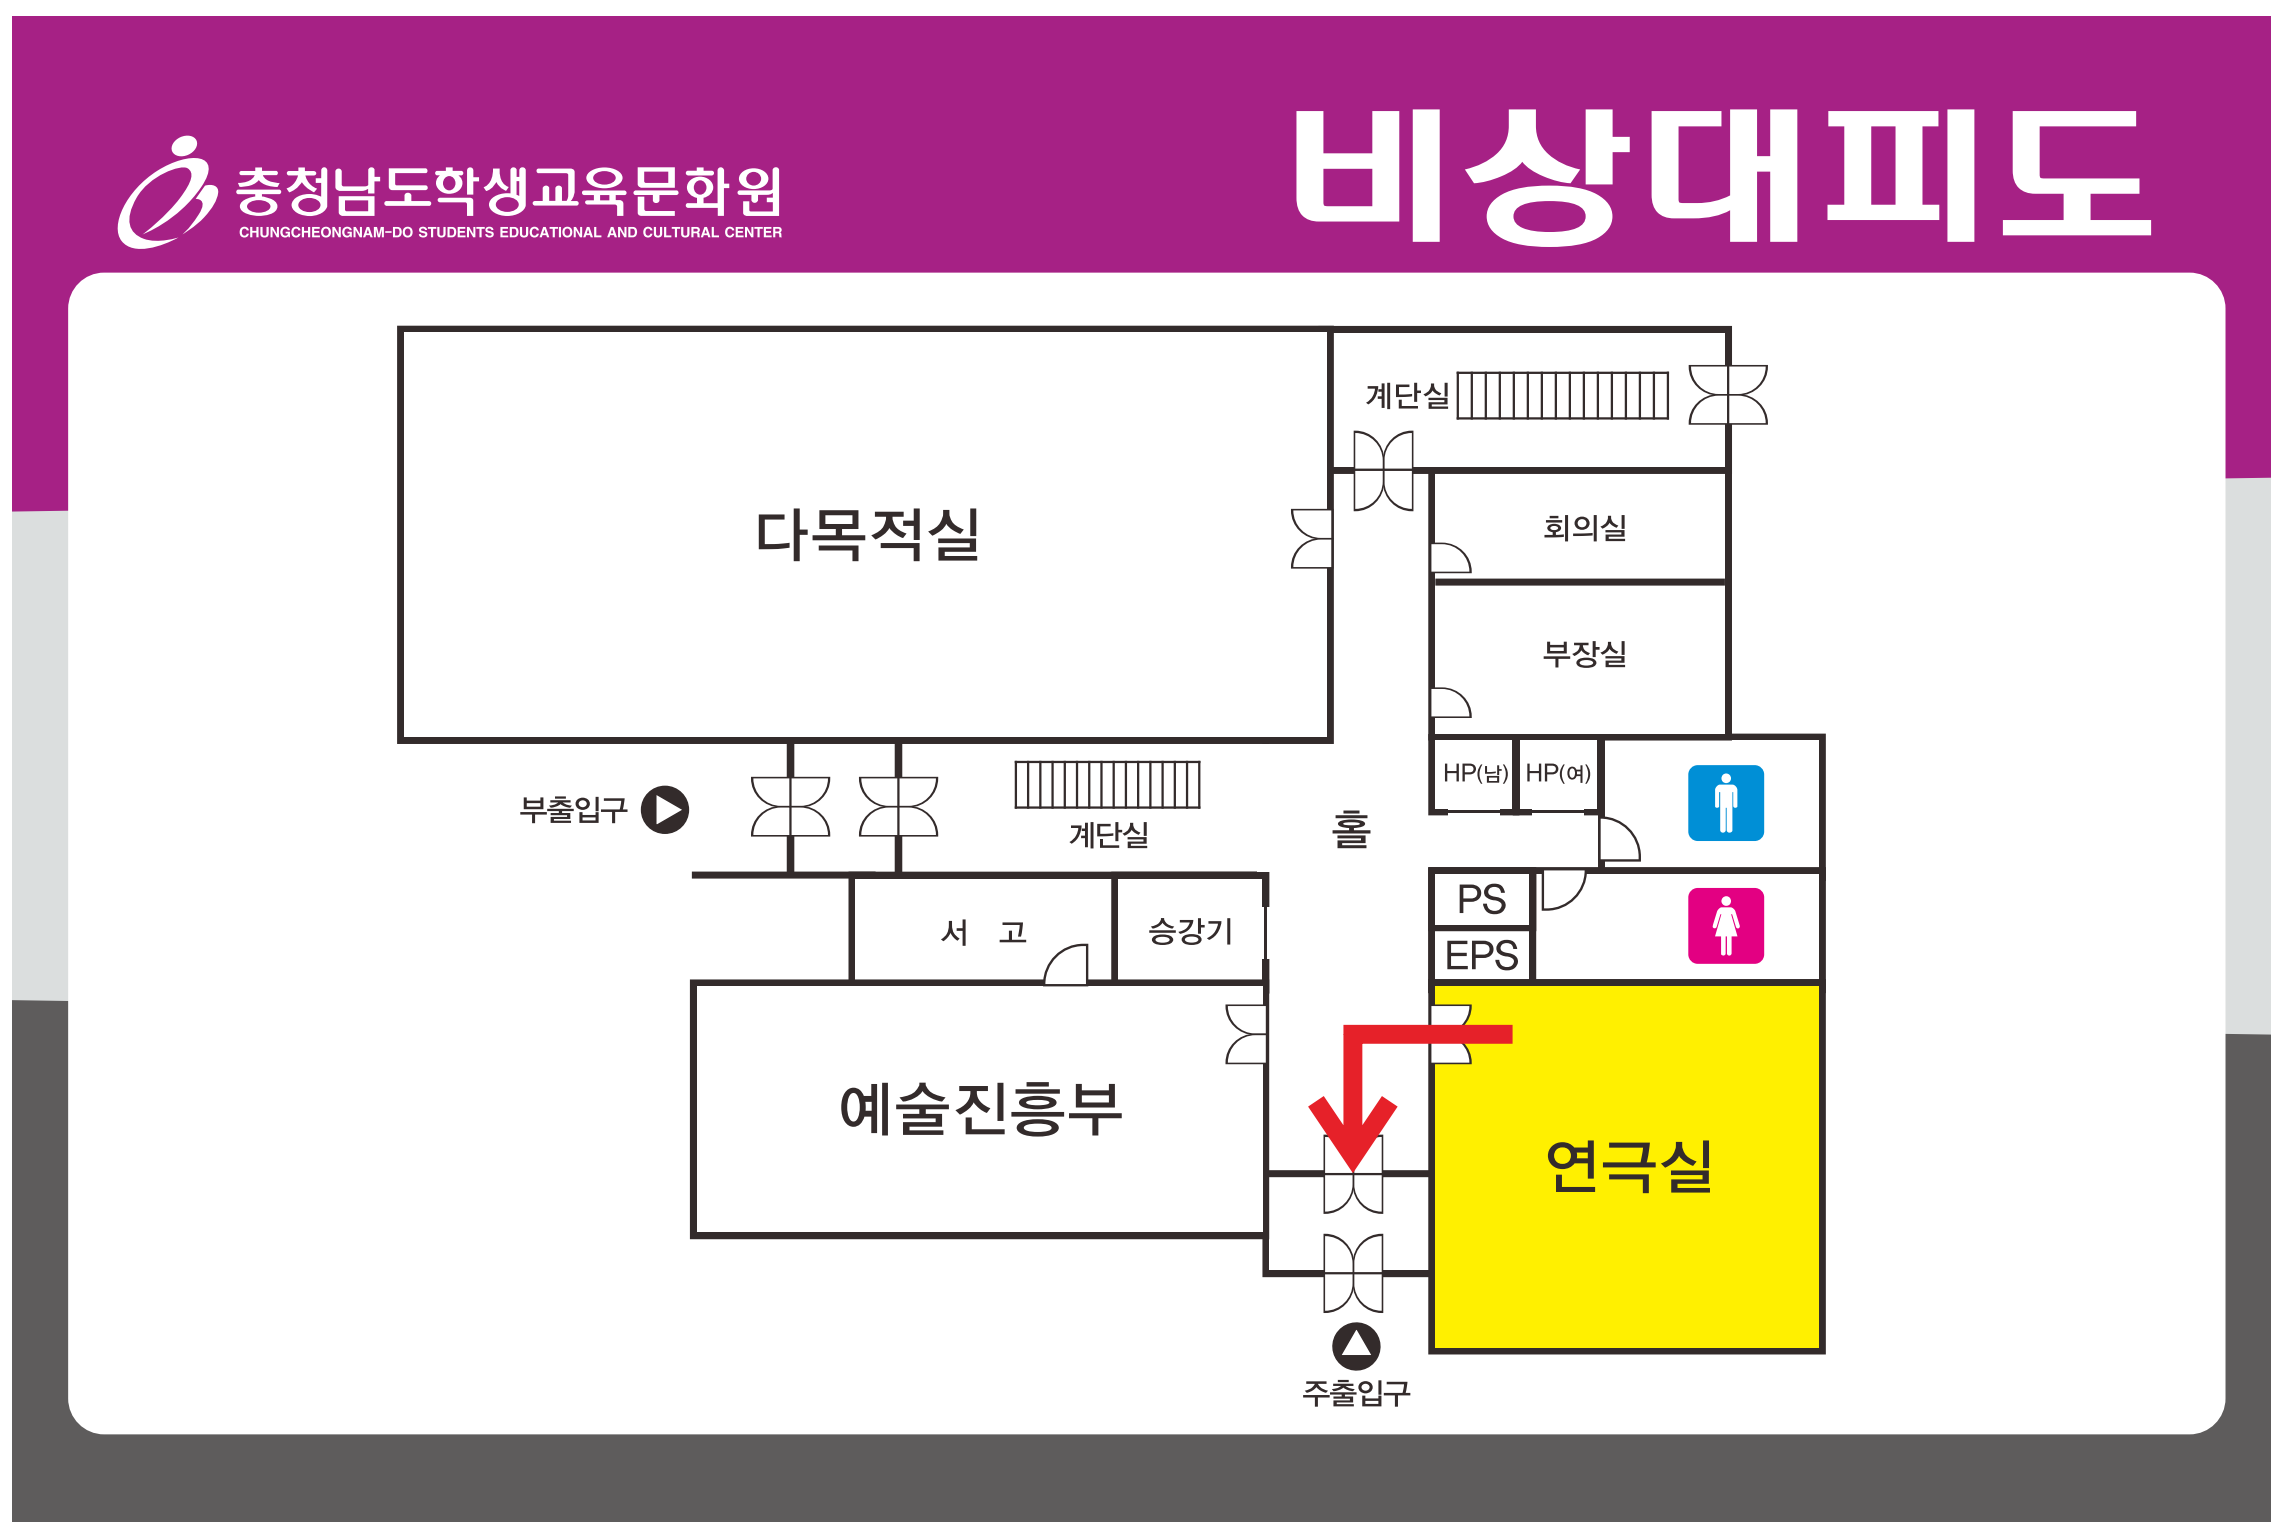 충청남도학생교육문화원
CHUNGCHEONGNAM-DO STUDENTS EDUCATIONAL AND CULTURAL CENTER
비상대피도
계단실
다목적실
회의실
부장실
HP(남)
HP(여)
부출입구
계단실
홀
서 고
승강기
PS
EPS
예술진흥부
연극실
주출입구